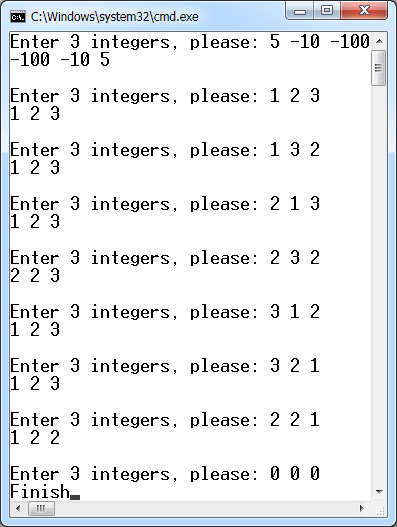 C:\Windows\system32\cmd.exe
Enter 3 integers, please: 5 -10 -100
-100 -10 5
Enter 3 integers, please: 1 2 3
1 2 3
Enter 3 integers, please: 1 3 2
1 2 3
Enter 3 integers, please: 2 1 3
1 2 3
Enter 3 integers, please: 2 3 2
2 2 3
Enter 3 integers, please: 3 1 2
1 2 3
Enter 3 integers, please: 3 2 1
1 2 3
Enter 3 integers, please: 2 2 1
1 2 2
Enter 3 integers, please: 0 0 0
Finish